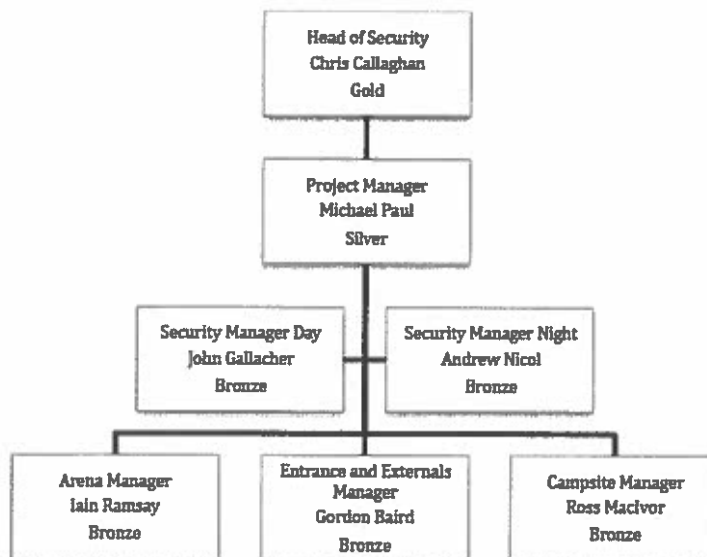 Head of Security
Chris Callaghan
Gold
Project Manager
Michael Paul
Silver
Security Manager Day
John Gallacher
Bronze
Security Manager Night
Andrew Nicol
Bronze
Arena Manager
Iain Ramsay
Bronze
Entrance and Externals
Manager
Gordon Baird
Bronze
Campsite Manager
Ross MacIvor
Bronze